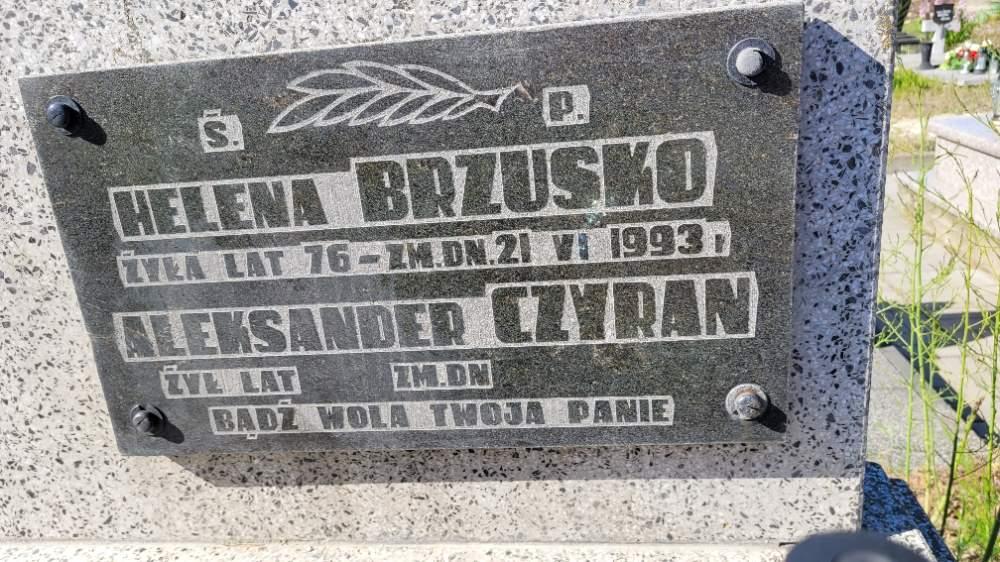 Ś. P.
HELENA BRZUSKO
ŻYŁA LAT 76 - ZM. DN. 21 VI 1993 r
ALEKSANDER CZYRAN
ŻYŁ LAT ZM. DN
BĄDŹ WOLA TWOJA PANIE